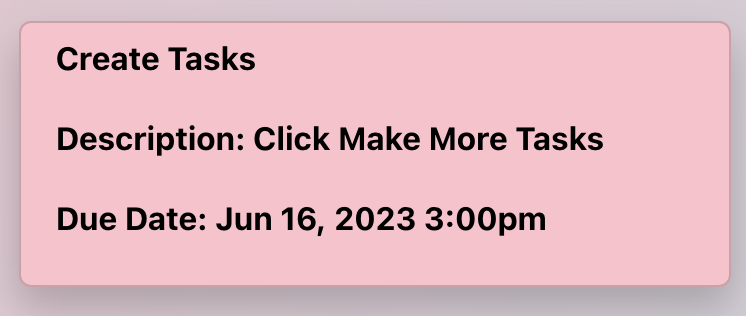 Create Tasks
Description: Click Make More Tasks
Due Date: Jun 16, 2023 3:00pm